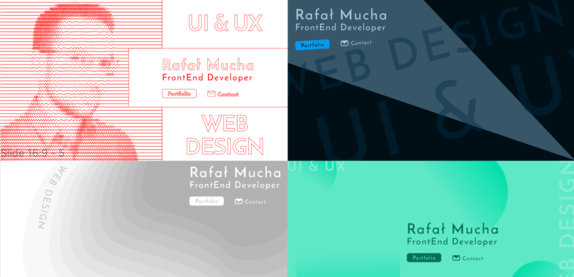 UI & UX
Rafał Mucha
FrontEnd Developer
Portfolio
Contact
WEB
DESIGN
Slide 16:9 - 5
Rafał Mucha
FrontEnd Developer
Portfolio
Contact
WEB DESIGN
UI & U
Rafał Mucha
FrontEnd Developer
Portfolio
Contact
WEB DESIGN
UI & UX
Rafał Mucha
FrontEnd Developer
Portfolio
Contact
B DESIGN